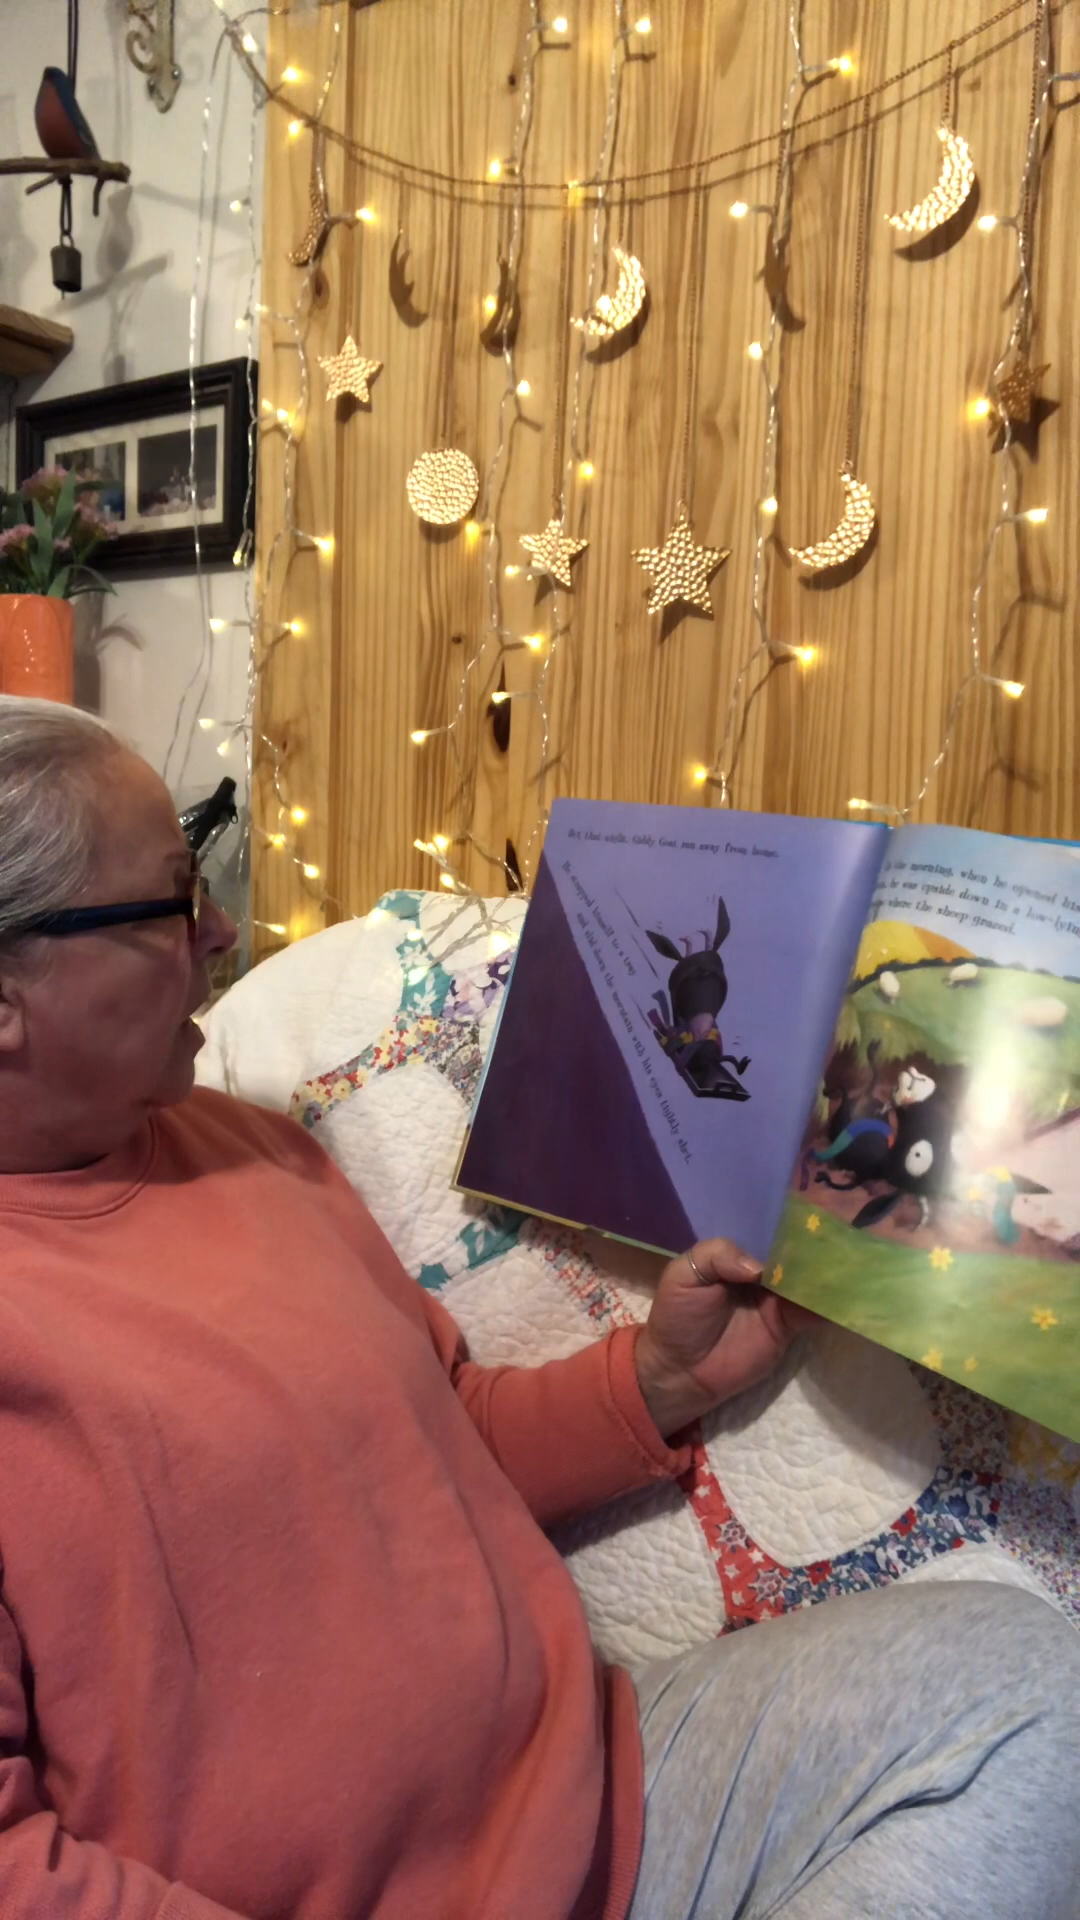 But that night, Giddy Goat ran away from home.
He strapped himself to a tray
and slid down the mountain with his eyes tightly shut.
the morning, when he opened his
he was upside down in a low-lying
where the sheep grazed.